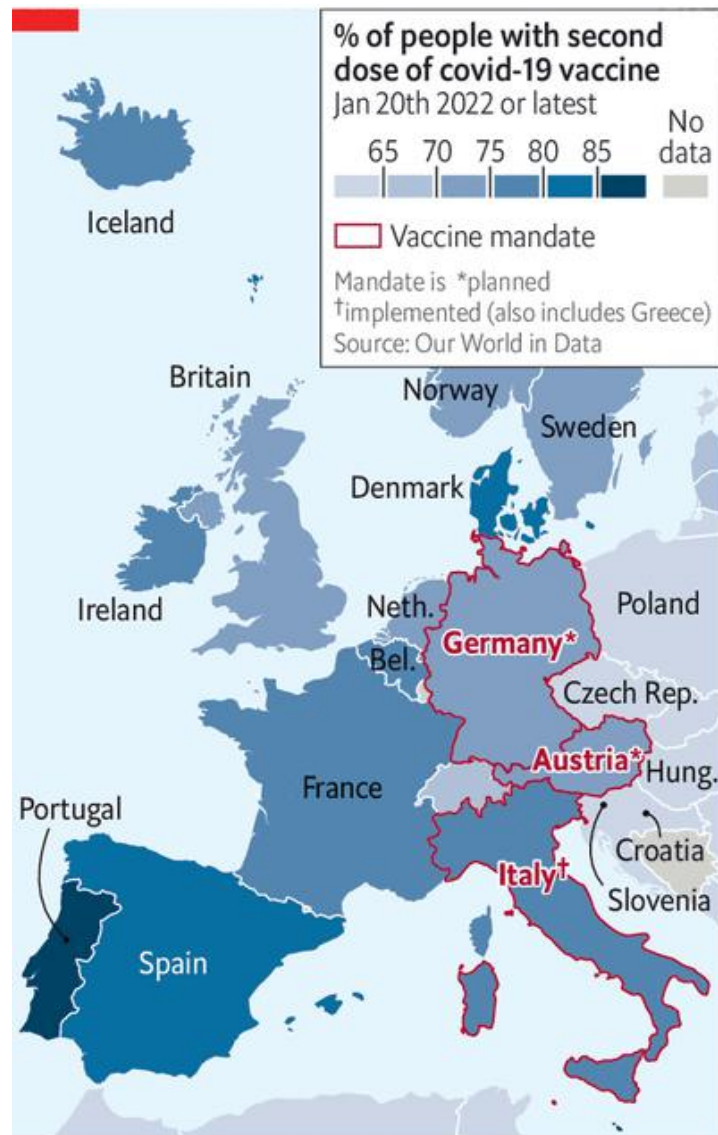 % of people with second
dose of covid-19 vaccine
Jan 20th 2022 or latest
65 70 75 80 85
No
data
Vaccine mandate
Mandate is *planned
†implemented (also includes Greece)
Source: Our World in Data
Iceland
Britain
Norway
Sweden
Denmark
Ireland
Neth.
Poland
Germany*
Bel.
Czech Rep.
Austria*
Hung.
France
Portugal
Croatia
Italy†
Slovenia
Spain